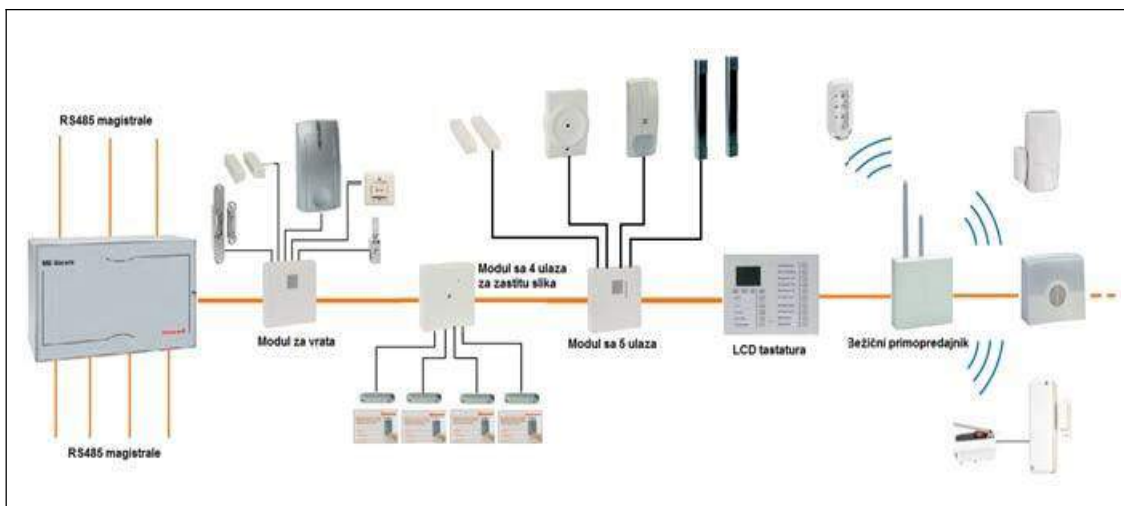 RS485 magistrale
RS485 magistrale
Modul za vrata
Modul sa 4 ulaza
za zastitu slika
Modul sa 5 ulaza
LCD tastatura
Bežični primopredajnik